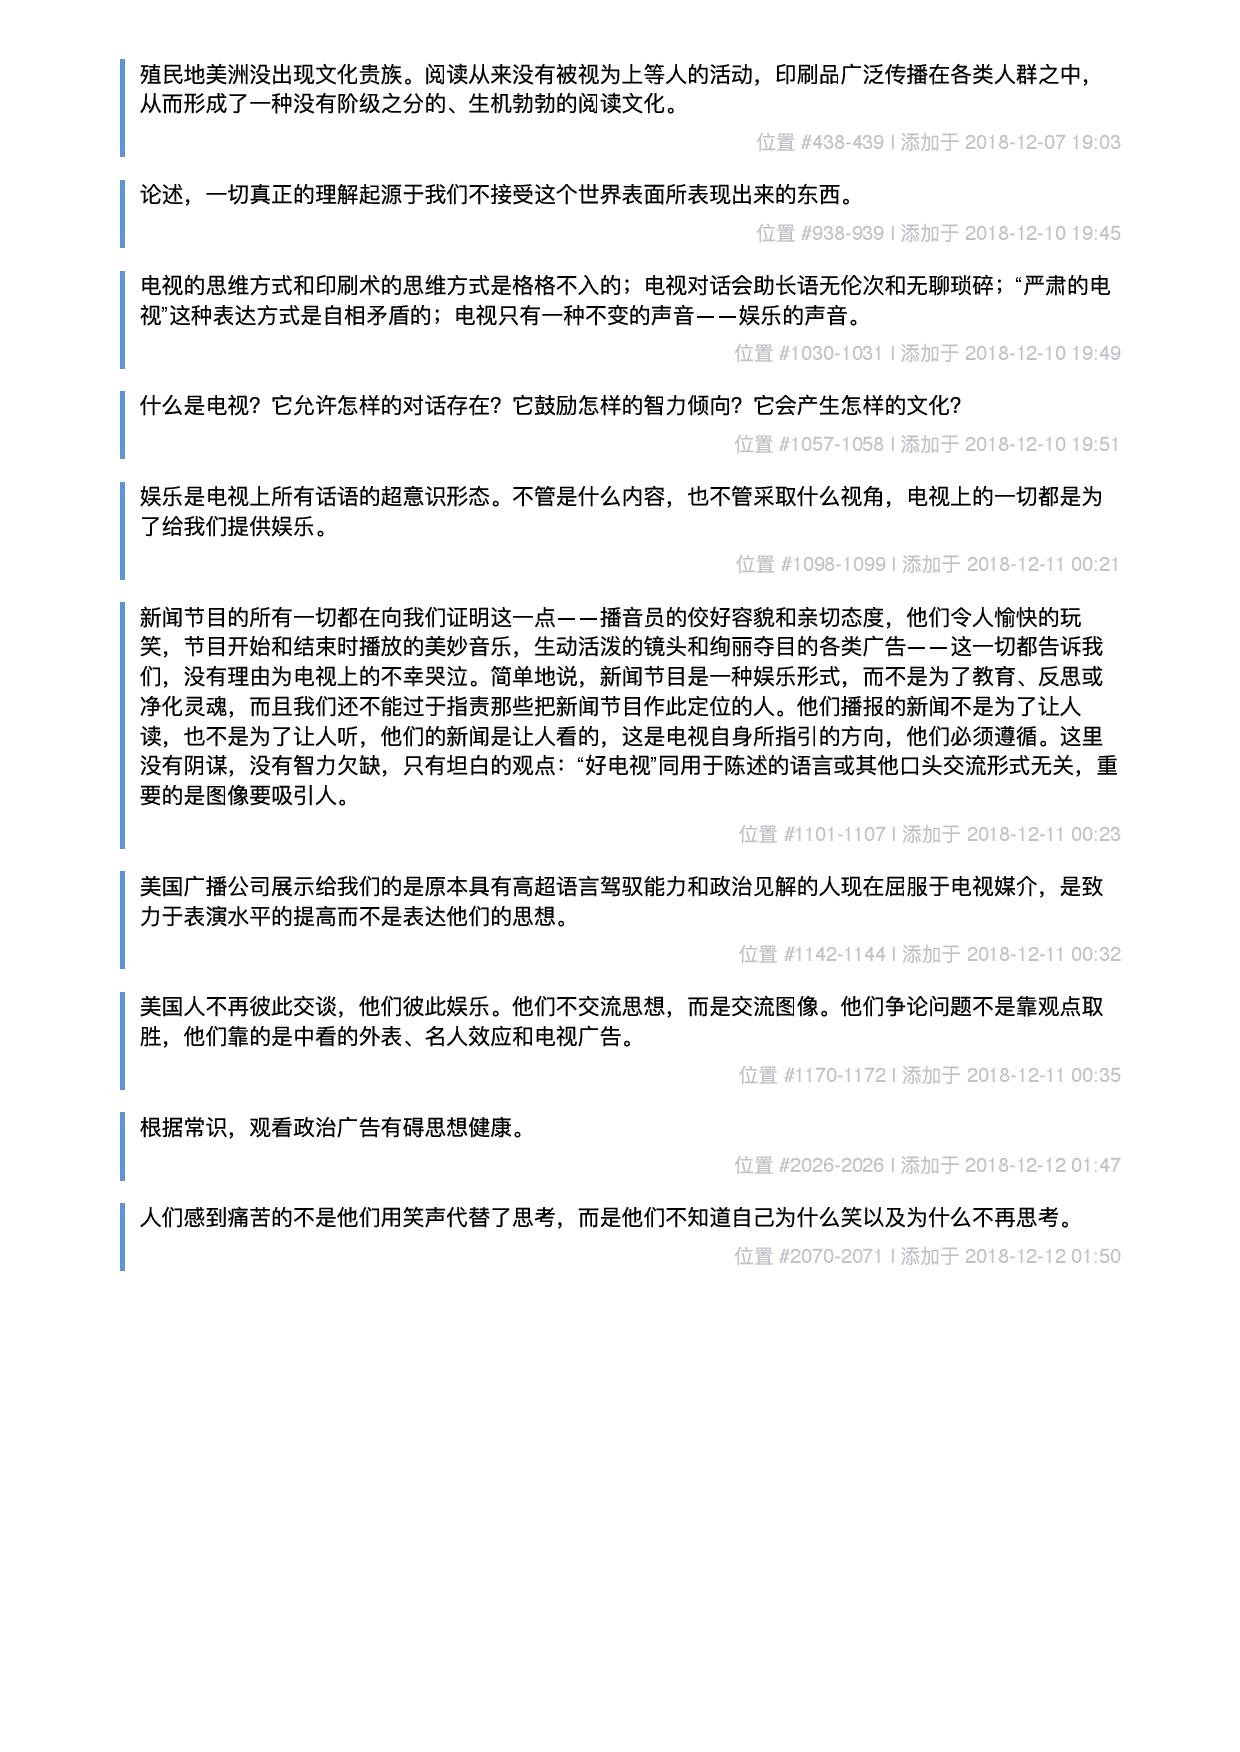 殖民地美洲没出现文化贵族。阅读从来没有被视为上等人的活动，印刷品广泛传播在各类人群之中，
从而形成了一种没有阶级之分的、生机勃勃的阅读文化。
位置 #438-439 | 添加于 2018-12-07 19:03
论述，一切真正的理解起源于我们不接受这个世界表面所表现出来的东西。
位置 #938-939 | 添加于 2018-12-10 19:45
电视的思维方式和印刷术的思维方式是格格不入的；电视对话会助长语无伦次和无聊琐碎；“严肃的电
视”这种表达方式是自相矛盾的；电视只有一种不变的声音——娱乐的声音。
位置 #1030-1031 | 添加于 2018-12-10 19:49
什么是电视？它允许怎样的对话存在？它鼓励怎样的智力倾向？它会产生怎样的文化？
位置 #1057-1058 | 添加于 2018-12-10 19:51
娱乐是电视上所有话语的超意识形态。不管是什么内容，也不管采取什么视角，电视上的一切都是为
了给我们提供娱乐。
位置 #1098-1099 | 添加于 2018-12-11 00:21
新闻节目的所有一切都在向我们证明这一点——播音员的佼好容貌和亲切态度，他们令人愉快的玩
笑，节目开始和结束时播放的美妙音乐，生动活泼的镜头和绚丽夺目的各类广告——这一切都告诉我
们，没有理由为电视上的不幸哭泣。简单地说，新闻节目是一种娱乐形式，而不是为了教育、反思或
净化灵魂，而且我们还不能过于指责那些把新闻节目作此定位的人。他们播报的新闻不是为了让人
读，也不是为了让人听，他们的新闻是让人看的，这是电视自身所指引的方向，他们必须遵循。这里
没有阴谋，没有智力欠缺，只有坦白的观点：“好电视”同用于陈述的语言或其他口头交流形式无关，重
要的是图像要吸引人。
位置 #1101-1107 | 添加于 2018-12-11 00:23
美国广播公司展示给我们的是原本具有高超语言驾驭能力和政治见解的人现在屈服于电视媒介，是致
力于表演水平的提高而不是表达他们的思想。
位置 #1142-1144 | 添加于 2018-12-11 00:32
美国人不再彼此交谈，他们彼此娱乐。他们不交流思想，而是交流图像。他们争论问题不是靠观点取
胜，他们靠的是中看的外表、名人效应和电视广告。
位置 #1170-1172 | 添加于 2018-12-11 00:35
根据常识，观看政治广告有碍思想健康。
位置 #2026-2026 | 添加于 2018-12-12 01:47
人们感到痛苦的不是他们用笑声代替了思考，而是他们不知道自己为什么笑以及为什么不再思考。
位置 #2070-2071 | 添加于 2018-12-12 01:50